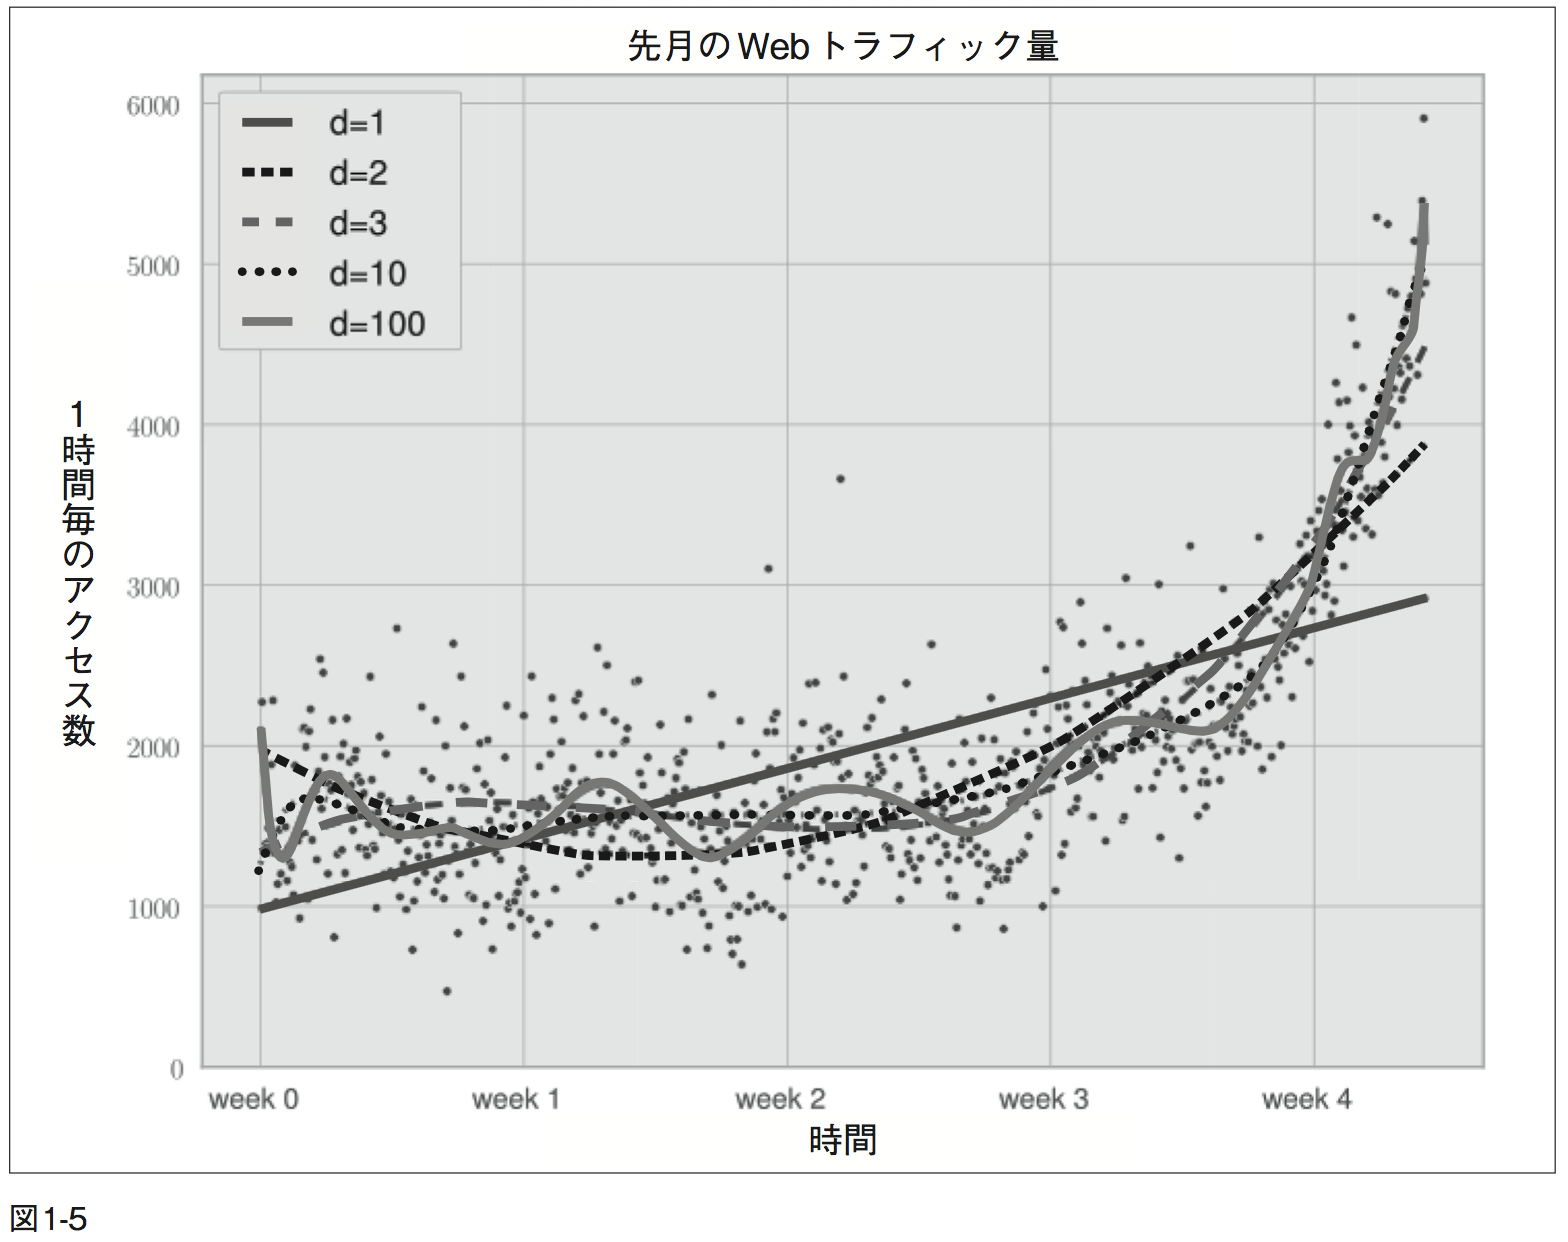 先月のWebトラフィック量
6000
5000
4000
3000
2000
1000
0
d=1
d=2
d=3
d=10
d=100
1時間毎のアクセス数
week 0
week 1
week 2
week 3
week 4
時間
図1-5